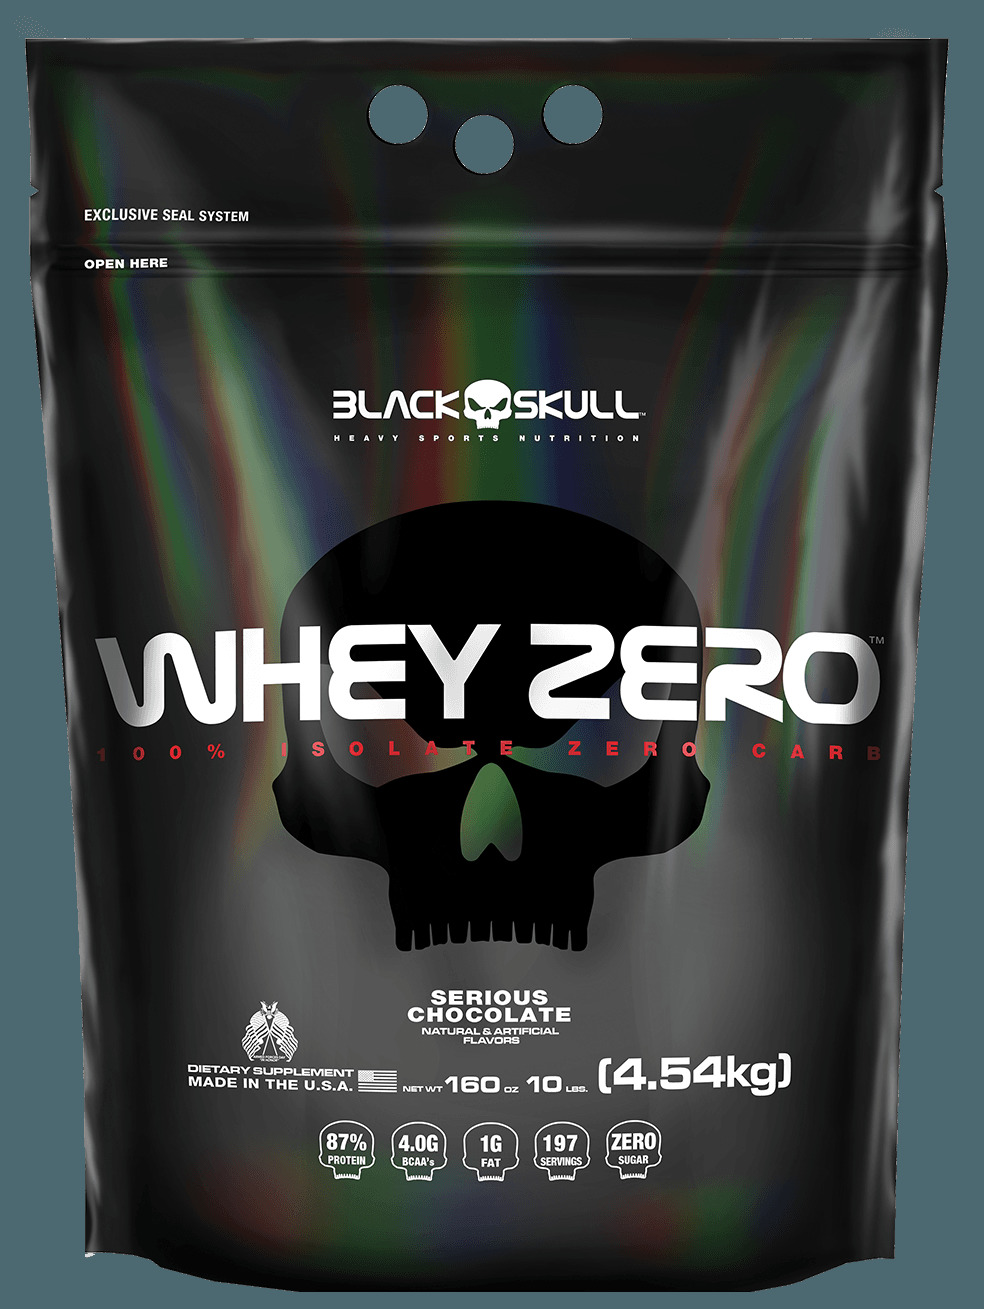 EXCLUSIVE SEAL SYSTEM
OPEN HERE
BLACK SKULL™
HEAVY SPORTS NUTRITION
WHEY ZERO™
100% ISOLATE ZERO CARB
SERIOUS
CHOCOLATE
NATURAL & ARTIFICIAL
FLAVORS
DIETARY SUPPLEMENT
MADE IN THE U.S.A.
NET WT 160 OZ 10 LBS. (4.54kg)
87%
PROTEIN
4.0G
BCAA's
1G
FAT
197
SERVINGS
ZERO
SUGAR